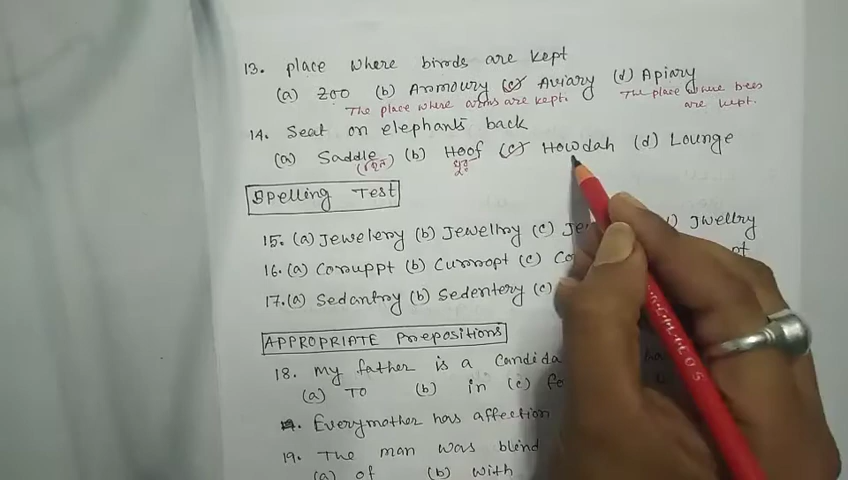 13. place where birds are kept
(a) ZOO (b) Armoury (c) Aviary (d) Apiary
The place where arms are kept. The place where bees are kept.
14. Seat on elephants back
(a) Saddle (b) Hoof (c) Howdah (d) Lounge
Spelling Test
15. (a) Jewelery (b) Jewelry (c) Je (d) Jwellry
16. (a) Coruppt (b) Curropt (c) Co
17. (a) Sedantry (b) Sedentery (c)
APPROPRIATE Prepositions
18. My father is a candida
(a) TO (b) in (c) fo
Everymother has affection
19. The man was blind
(a) of (b) with